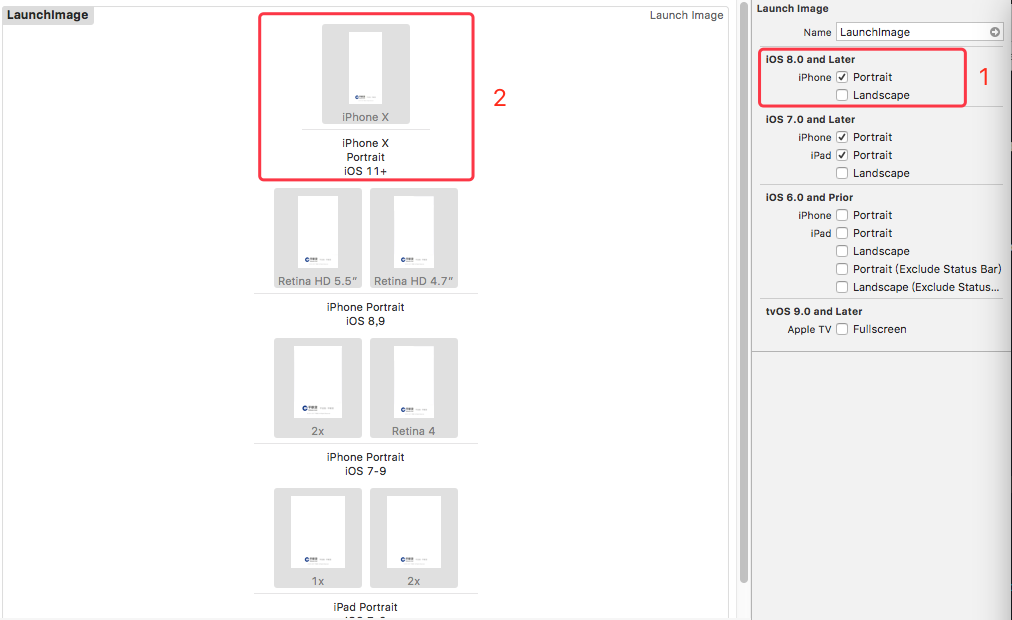 LaunchImage
Launch Image
iPhone X
2
iPhone X
Portrait
iOS 11+
Retina HD 5.5″
Retina HD 4.7″
iPhone Portrait
iOS 8,9
2x
Retina 4
iPhone Portrait
iOS 7-9
1x
2x
iPad Portrait
Launch Image
Name LaunchImage
iOS 8.0 and Later
1
iPhone Portrait
Landscape
iOS 7.0 and Later
iPhone Portrait
iPad Portrait
Landscape
iOS 6.0 and Prior
iPhone Portrait
iPad Portrait
Landscape
Portrait (Exclude Status Bar)
Landscape (Exclude Status...
tvOS 9.0 and Later
Apple TV Fullscreen